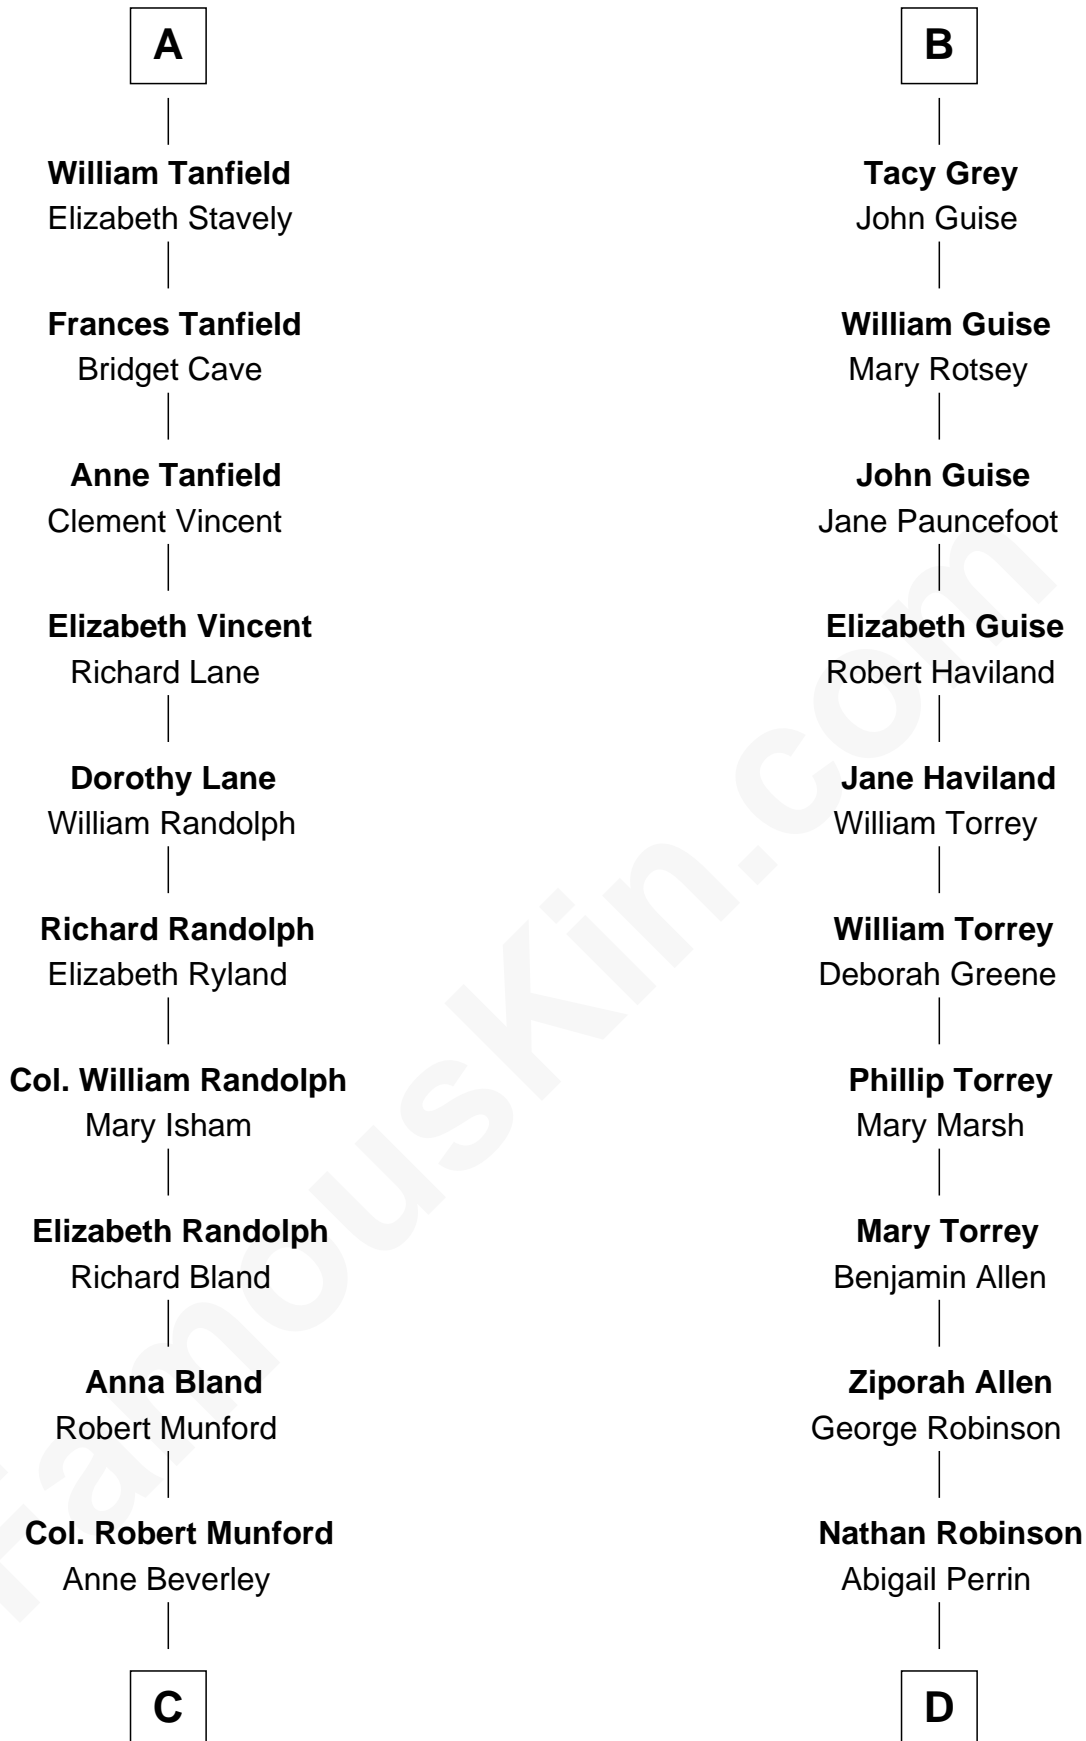 A
William Tanfield
Elizabeth Stavely
Frances Tanfield
Bridget Cave
Anne Tanfield
Clement Vincent
Elizabeth Vincent
Richard Lane
Dorothy Lane
William Randolph
Richard Randolph
Elizabeth Ryland
Col. William Randolph
Mary Isham
Elizabeth Randolph
Richard Bland
Anna Bland
Robert Munford
Col. Robert Munford
Anne Beverley
C
B
Tacy Grey
John Guise
William Guise
Mary Rotsey
John Guise
Jane Pauncefoot
Elizabeth Guise
Robert Haviland
Jane Haviland
William Torrey
William Torrey
Deborah Greene
Phillip Torrey
Mary Marsh
Mary Torrey
Benjamin Allen
Ziporah Allen
George Robinson
Nathan Robinson
Abigail Perrin
D
FamousKin.com